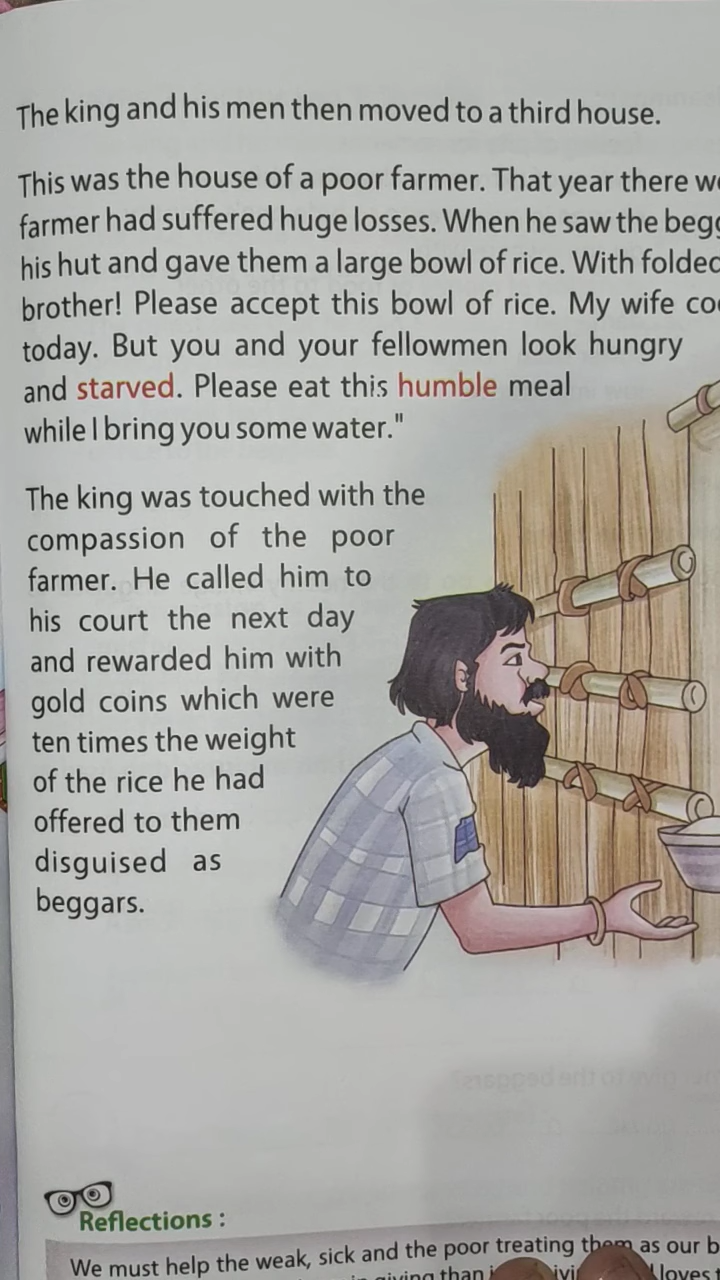 The king and his men then moved to a third house.
This was the house of a poor farmer. That year there
farmer had suffered huge losses. When he saw the
his hut and gave them a large bowl of rice. With
brother! Please accept this bowl of rice. My wife
today. But you and your fellowmen look hungry
and starved. Please eat this humble meal
while I bring you some water."
The king was touched with the
compassion of the poor
farmer. He called him to
his court the next day
and rewarded him with
gold coins which were
ten times the weight
of the rice he had
offered to them
disguised as
beggars.
Reflections :
We must help the weak, sick and the poor treating them as our
giving than